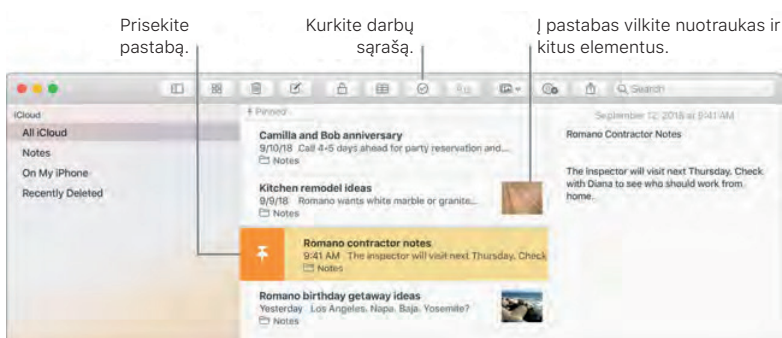 Prisekite
pastabą.
Kurkite darbų
sąrašą.
Į pastabas vilkite nuotraukas ir
kitus elementus.
Search
iCloud
All iCloud
Notes
On My iPhone
Recently Deleted
Pinned
Camilla and Bob anniversary
9/10/18 Call 4-5 days ahead for party reservation and...
Notes
Kitchen remodel ideas
9/9/18 Romano wants white marble or granite...
Notes
Romano contractor notes
9:41 AM The inspector will visit next Thursday. Check
Notes
Romano birthday getaway ideas
Yesterday Los Angeles. Napa. Baja. Yosemite?
Notes
September 12, 2018 at 9:41 AM
Romano Contractor Notes
The inspector will visit next Thursday. Check
with Diana to see who should work from
home.